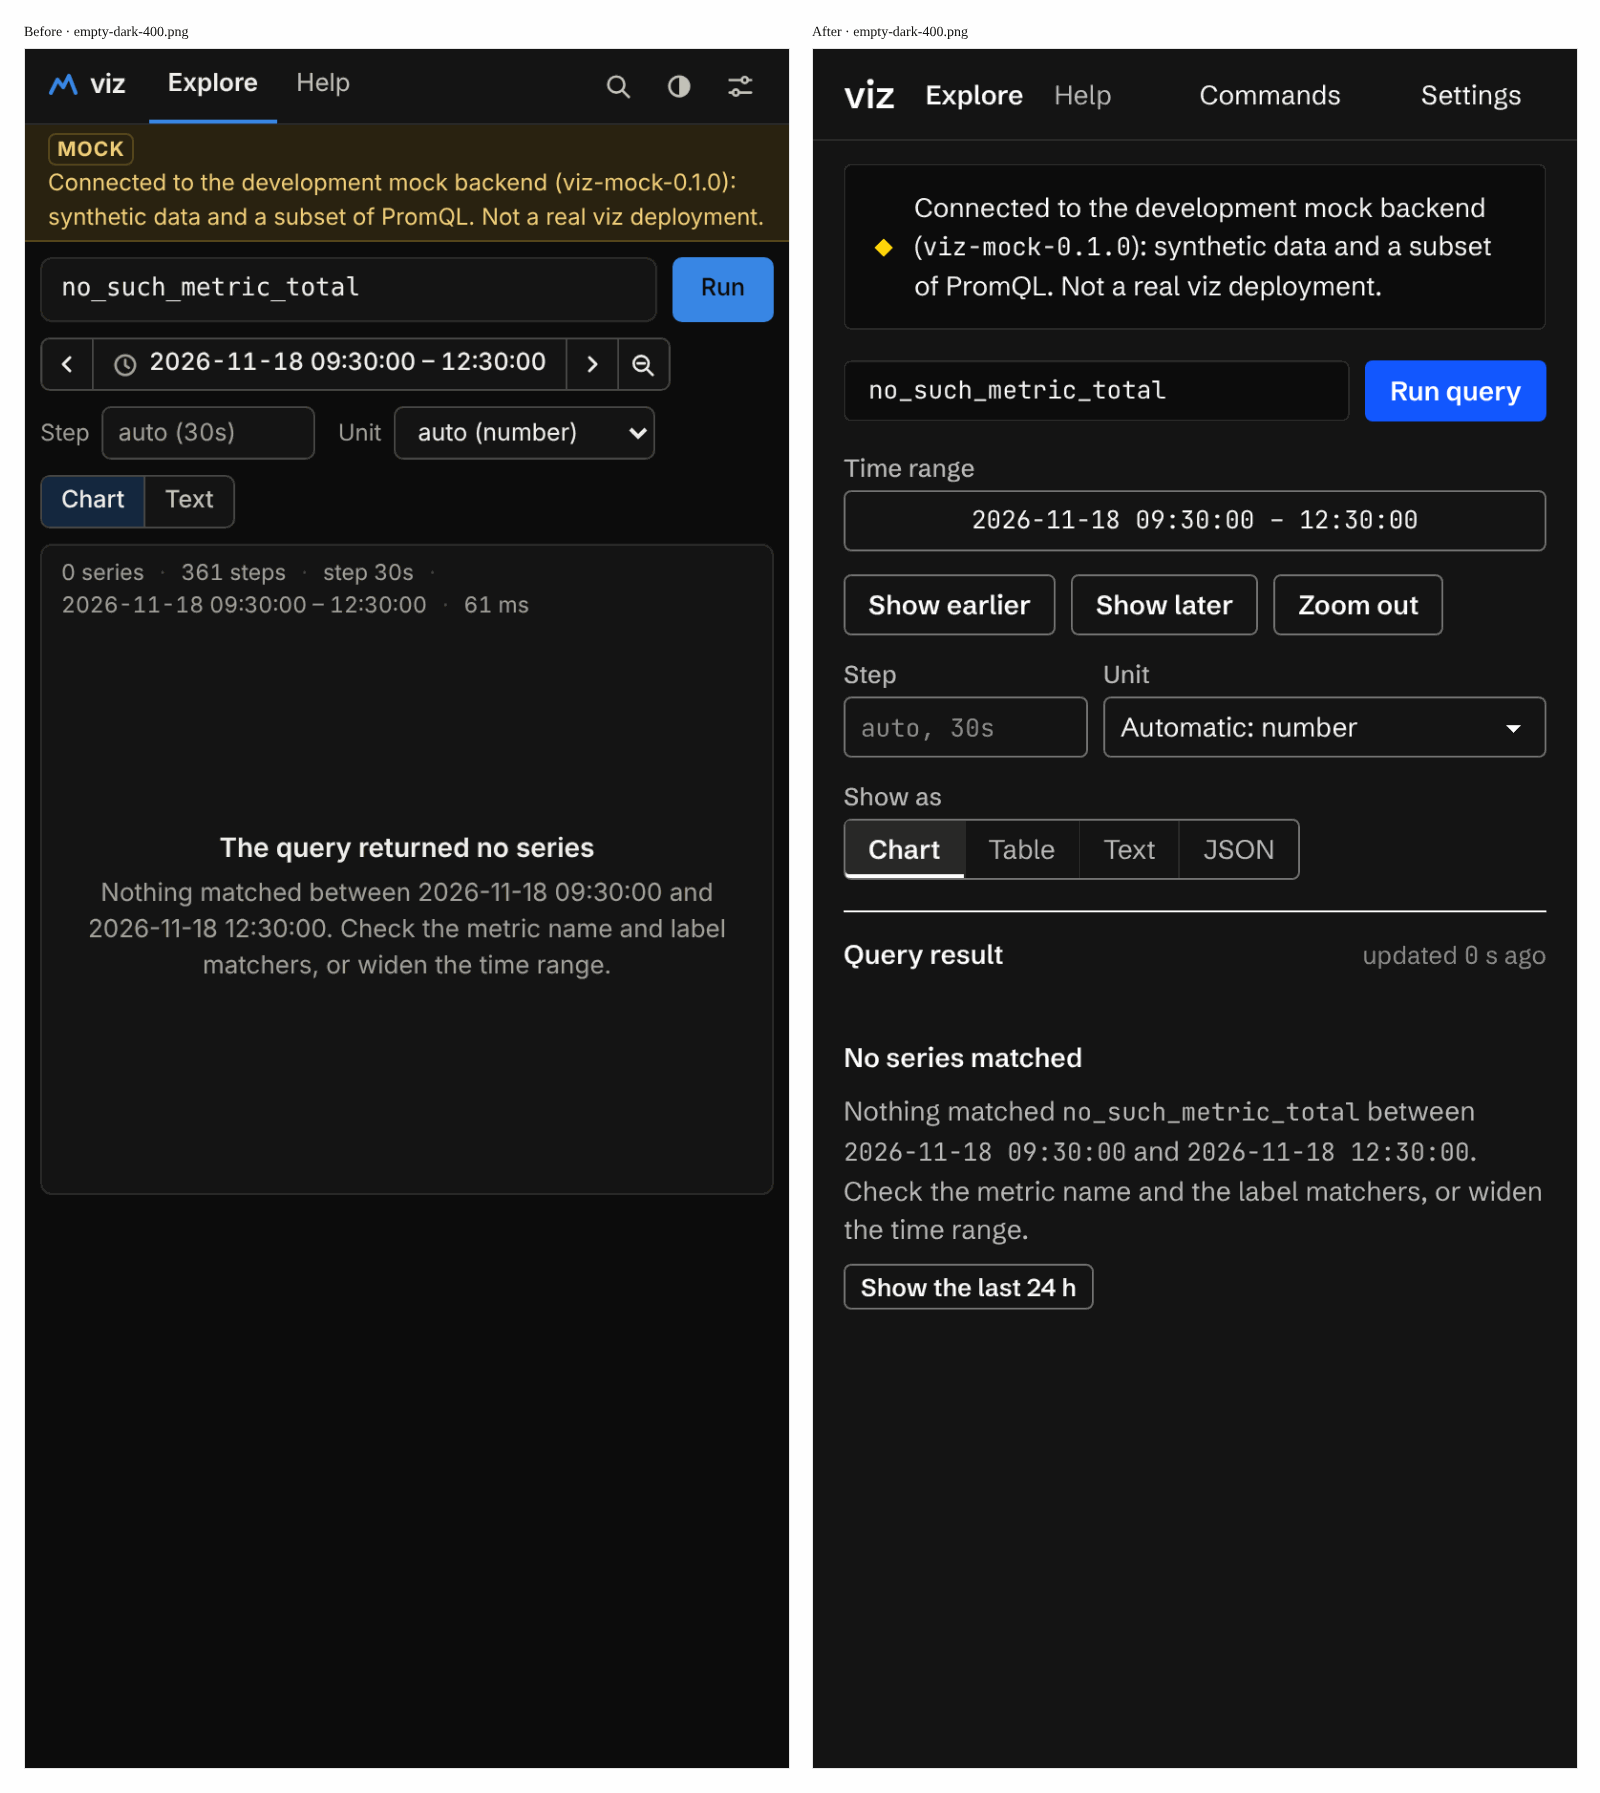 Before · empty-dark-400.png
viz Explore Help
MOCK
Connected to the development mock backend (viz-mock-0.1.0):
synthetic data and a subset of PromQL. Not a real viz deployment.
no_such_metric_total Run
2026-11-18 09:30:00 – 12:30:00
Step auto (30s) Unit auto (number)
Chart Text
0 series · 361 steps · step 30s ·
2026-11-18 09:30:00 – 12:30:00 · 61 ms
The query returned no series
Nothing matched between 2026-11-18 09:30:00 and
2026-11-18 12:30:00. Check the metric name and label
matchers, or widen the time range.
After · empty-dark-400.png
viz Explore Help Commands Settings
Connected to the development mock backend
(viz-mock-0.1.0): synthetic data and a subset
of PromQL. Not a real viz deployment.
no_such_metric_total Run query
Time range
2026-11-18 09:30:00 – 12:30:00
Show earlier Show later Zoom out
Step Unit
auto, 30s Automatic: number
Show as
Chart Table Text JSON
Query result updated 0 s ago
No series matched
Nothing matched no_such_metric_total between
2026-11-18 09:30:00 and 2026-11-18 12:30:00.
Check the metric name and the label matchers, or widen
the time range.
Show the last 24 h